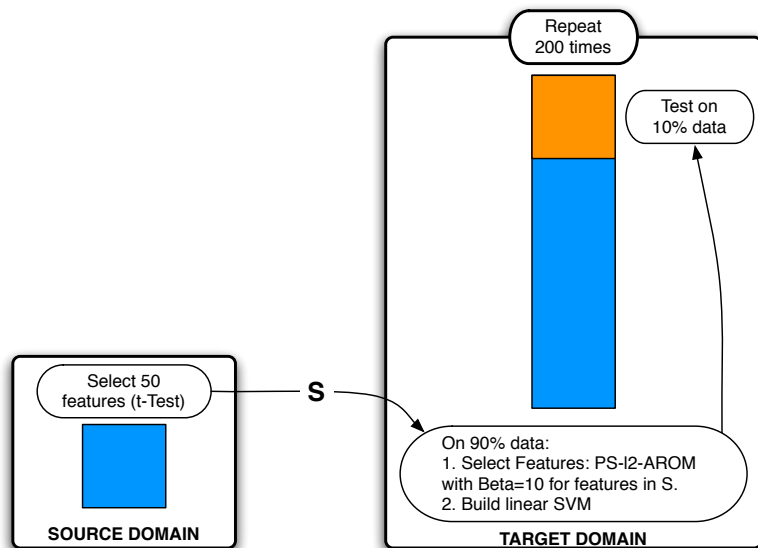 Repeat
200 times
Test on
10% data
Select 50
features (t-Test)
S
On 90% data:
1. Select Features: PS-l2-AROM
with Beta=10 for features in S.
2. Build linear SVM
SOURCE DOMAIN
TARGET DOMAIN